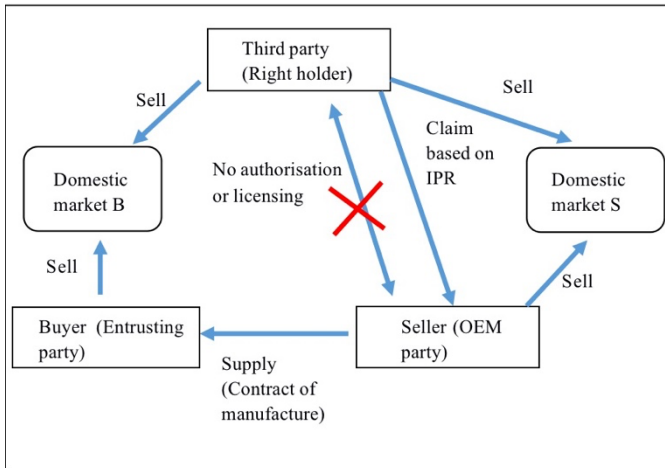 Third party
(Right holder)
Sell
Sell
Claim
based on
IPR
No authorisation
or licensing
Domestic
market B
Domestic
market S
Sell
Sell
Buyer (Entrusting
party)
Seller (OEM
party)
Supply
(Contract of
manufacture)